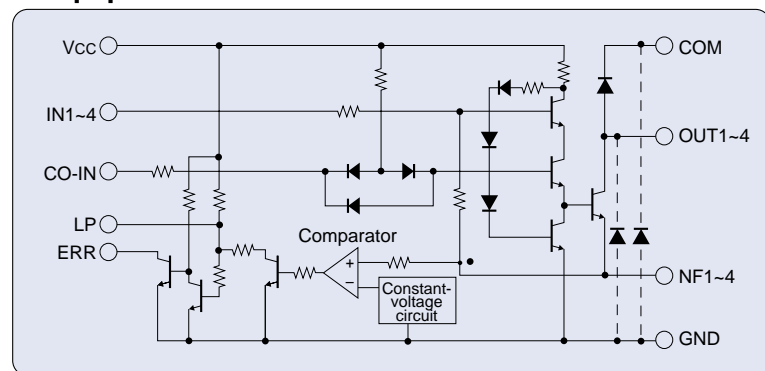 Vcc
COM
IN1~4
OUT1~4
CO-IN
LP
Comparator
ERR
+
−
Constant-
voltage
circuit
NF1~4
GND